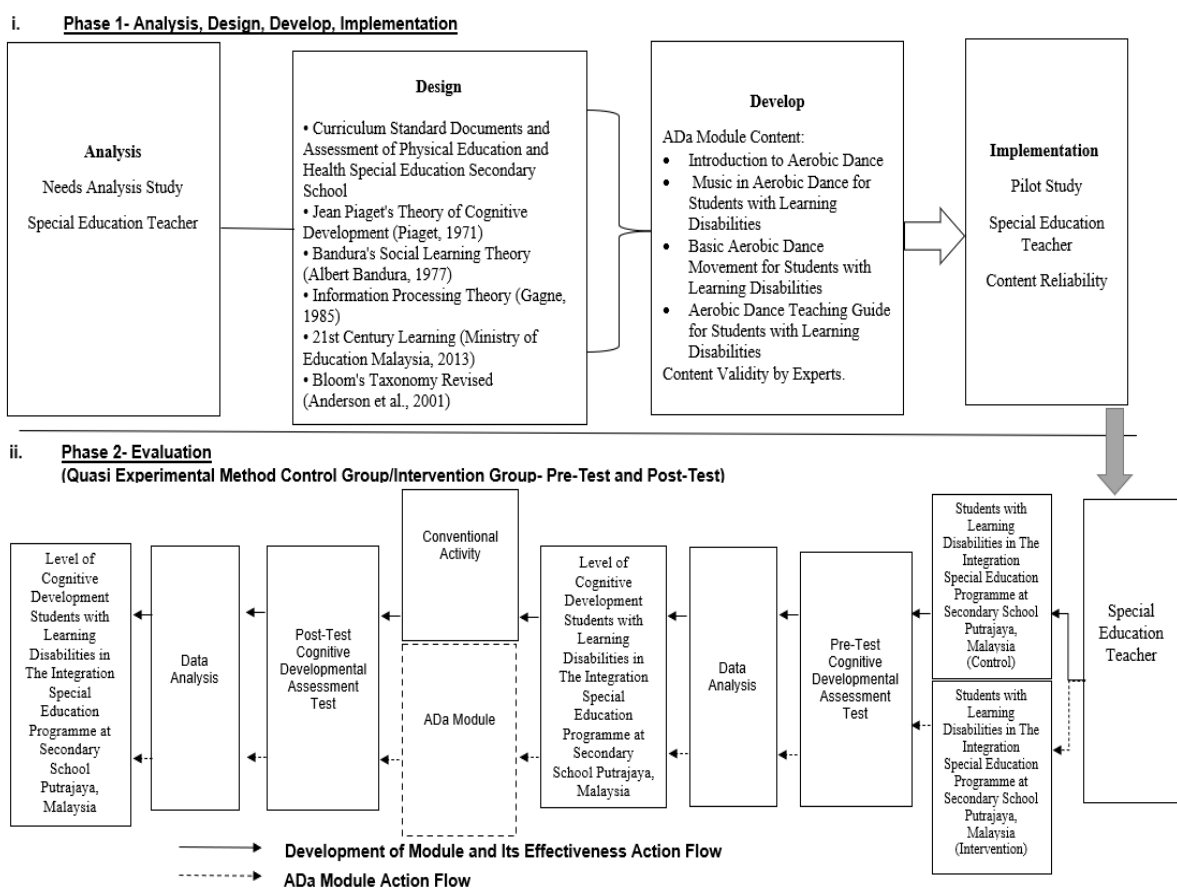 i. Phase 1- Analysis, Design, Develop, Implementation
Analysis
Needs Analysis Study
Special Education Teacher
Design
• Curriculum Standard Documents and
Assessment of Physical Education and
Health Special Education Secondary
School
• Jean Piaget's Theory of Cognitive
Development (Piaget, 1971)
• Bandura's Social Learning Theory
(Albert Bandura, 1977)
• Information Processing Theory (Gagne,
1985)
• 21st Century Learning (Ministry of
Education Malaysia, 2013)
• Bloom's Taxonomy Revised
(Anderson et al., 2001)
Develop
ADa Module Content:
• Introduction to Aerobic Dance
• Music in Aerobic Dance for
Students with Learning
Disabilities
• Basic Aerobic Dance
Movement for Students with
Learning Disabilities
• Aerobic Dance Teaching Guide
for Students with Learning
Disabilities
Content Validity by Experts.
Implementation
Pilot Study
Special Education
Teacher
Content Reliability
ii. Phase 2- Evaluation
(Quasi Experimental Method Control Group/Intervention Group- Pre-Test and Post-Test)
Level of
Cognitive
Development
Students with
Learning
Disabilities in
The Integration
Special
Education
Programme at
Secondary
School
Putrajaya,
Malaysia
Data
Analysis
Post-Test
Cognitive
Developmental
Assessment
Test
Conventional
Activity
ADa Module
Level of
Cognitive
Development
Students with
Learning
Disabilities in
The Integration
Special
Education
Programme at
Secondary
School Putrajaya,
Malaysia
Data
Analysis
Pre-Test
Cognitive
Developmental
Assessment
Test
Students with
Learning
Disabilities in The
Integration
Special Education
Programme at
Secondary School
Putrajaya,
Malaysia
(Control)
Students with
Learning
Disabilities in The
Integration
Special Education
Programme at
Secondary School
Putrajaya,
Malaysia
(Intervention)
Special
Education
Teacher
Development of Module and Its Effectiveness Action Flow
ADa Module Action Flow